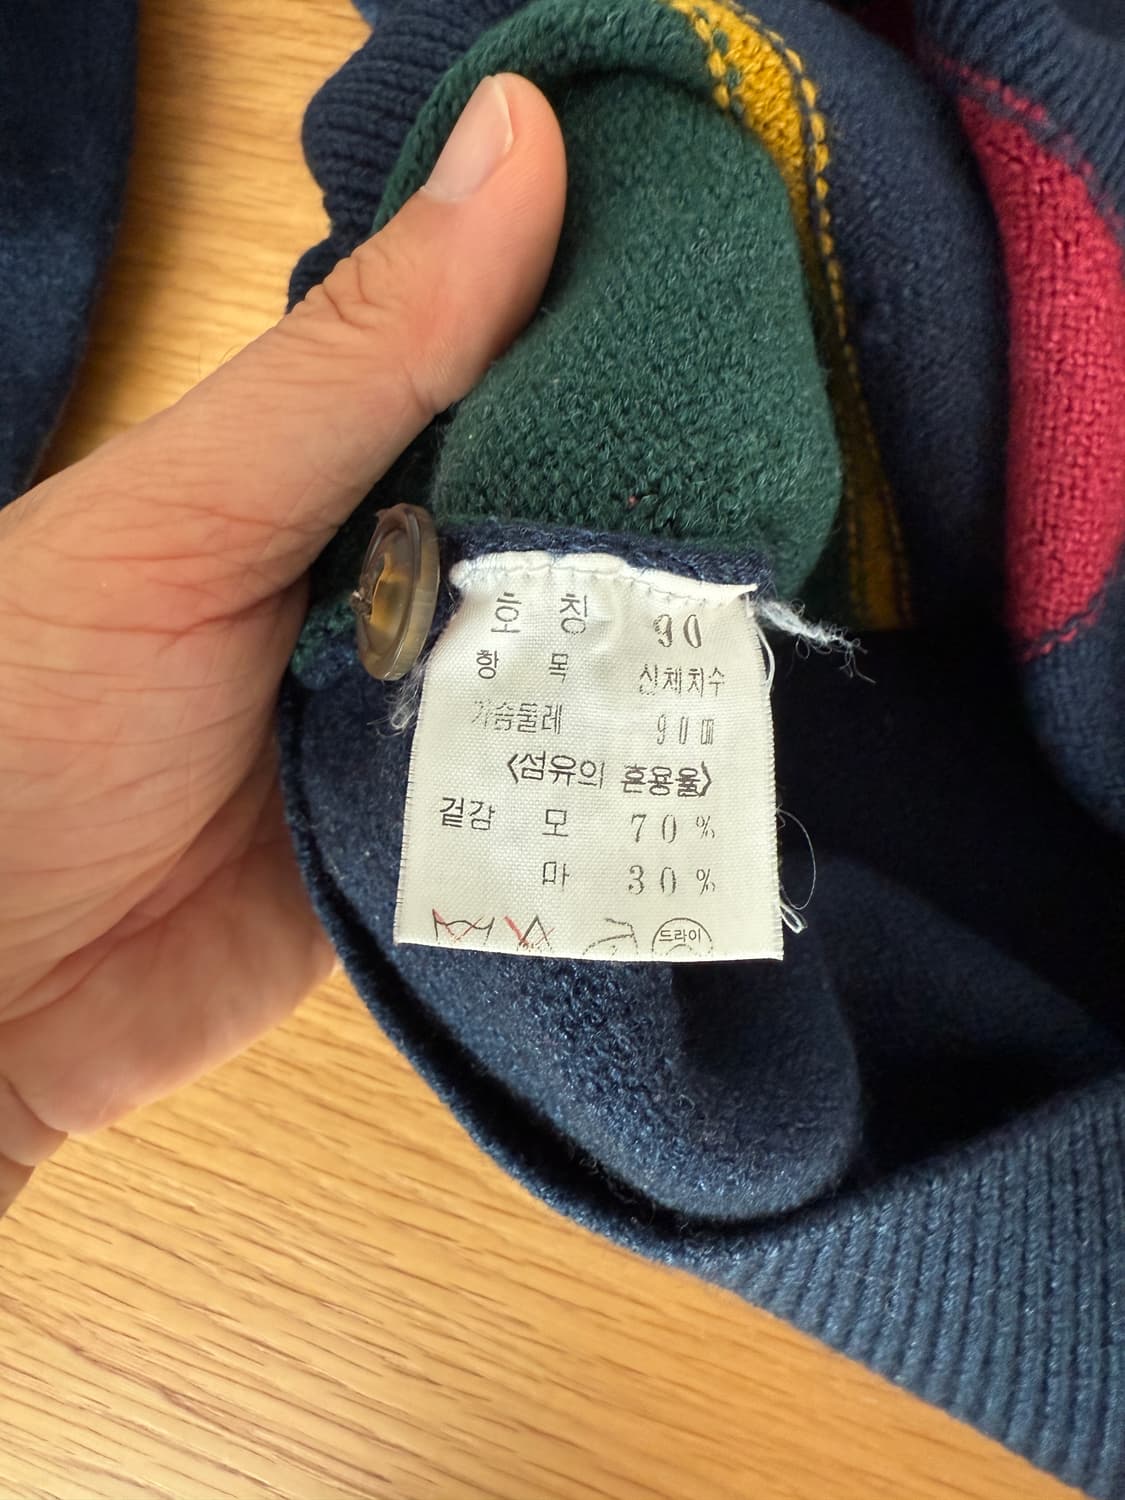 호 칭 90
항 목 신체치수
가슴둘레 90㎝
<섬유의 혼용율>
겉감 모 70%
마 30%
드라이